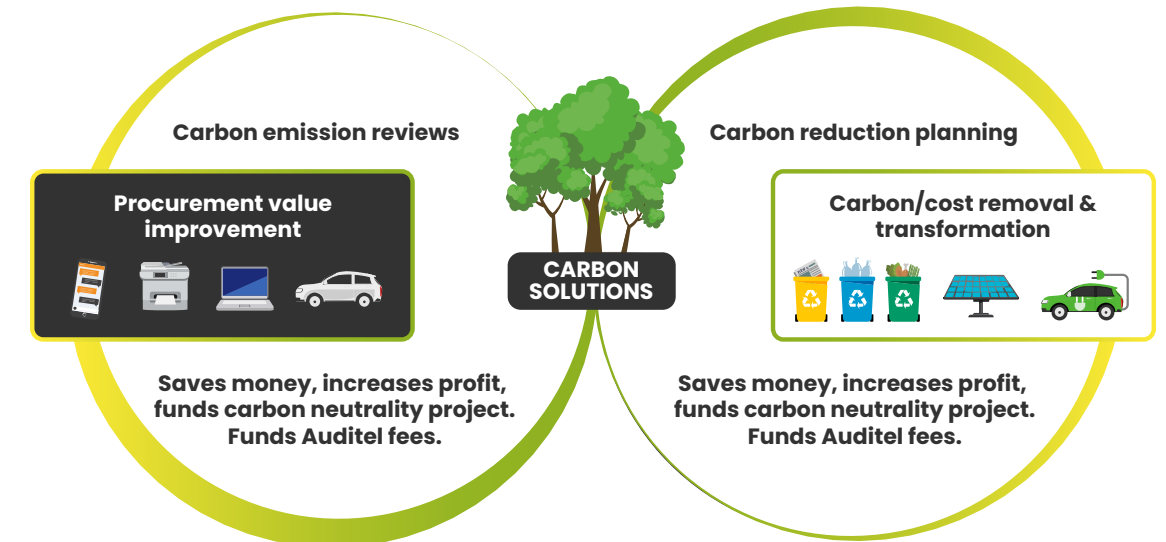 Carbon emission reviews
Procurement value
improvement
Saves money, increases profit,
funds carbon neutrality project.
Funds Auditel fees.
CARBON
SOLUTIONS
Carbon reduction planning
Carbon/cost removal &
transformation
Saves money, increases profit,
funds carbon neutrality project.
Funds Auditel fees.